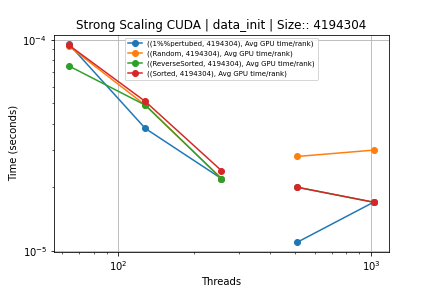 Strong Scaling CUDA | data_init | Size:: 4194304
((1%%pertubed, 4194304), Avg GPU time/rank)
((Random, 4194304), Avg GPU time/rank)
((ReverseSorted, 4194304), Avg GPU time/rank)
((Sorted, 4194304), Avg GPU time/rank)
Time (seconds)
10⁻⁴
10⁻⁵
10² 10³
Threads